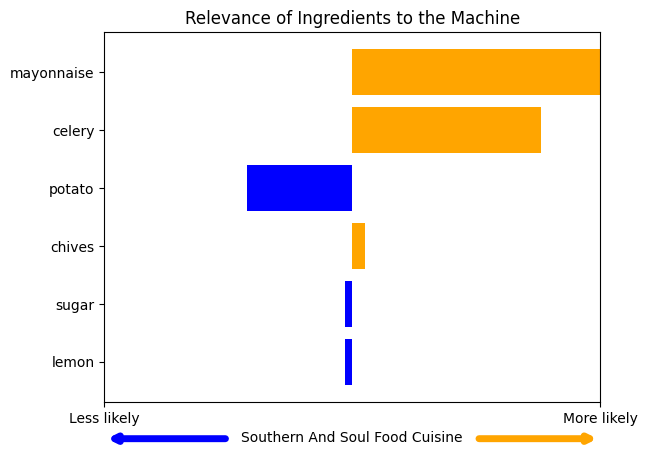 Relevance of Ingredients to the Machine
mayonnaise
celery
potato
chives
sugar
lemon
Less likely
More likely
Southern And Soul Food Cuisine